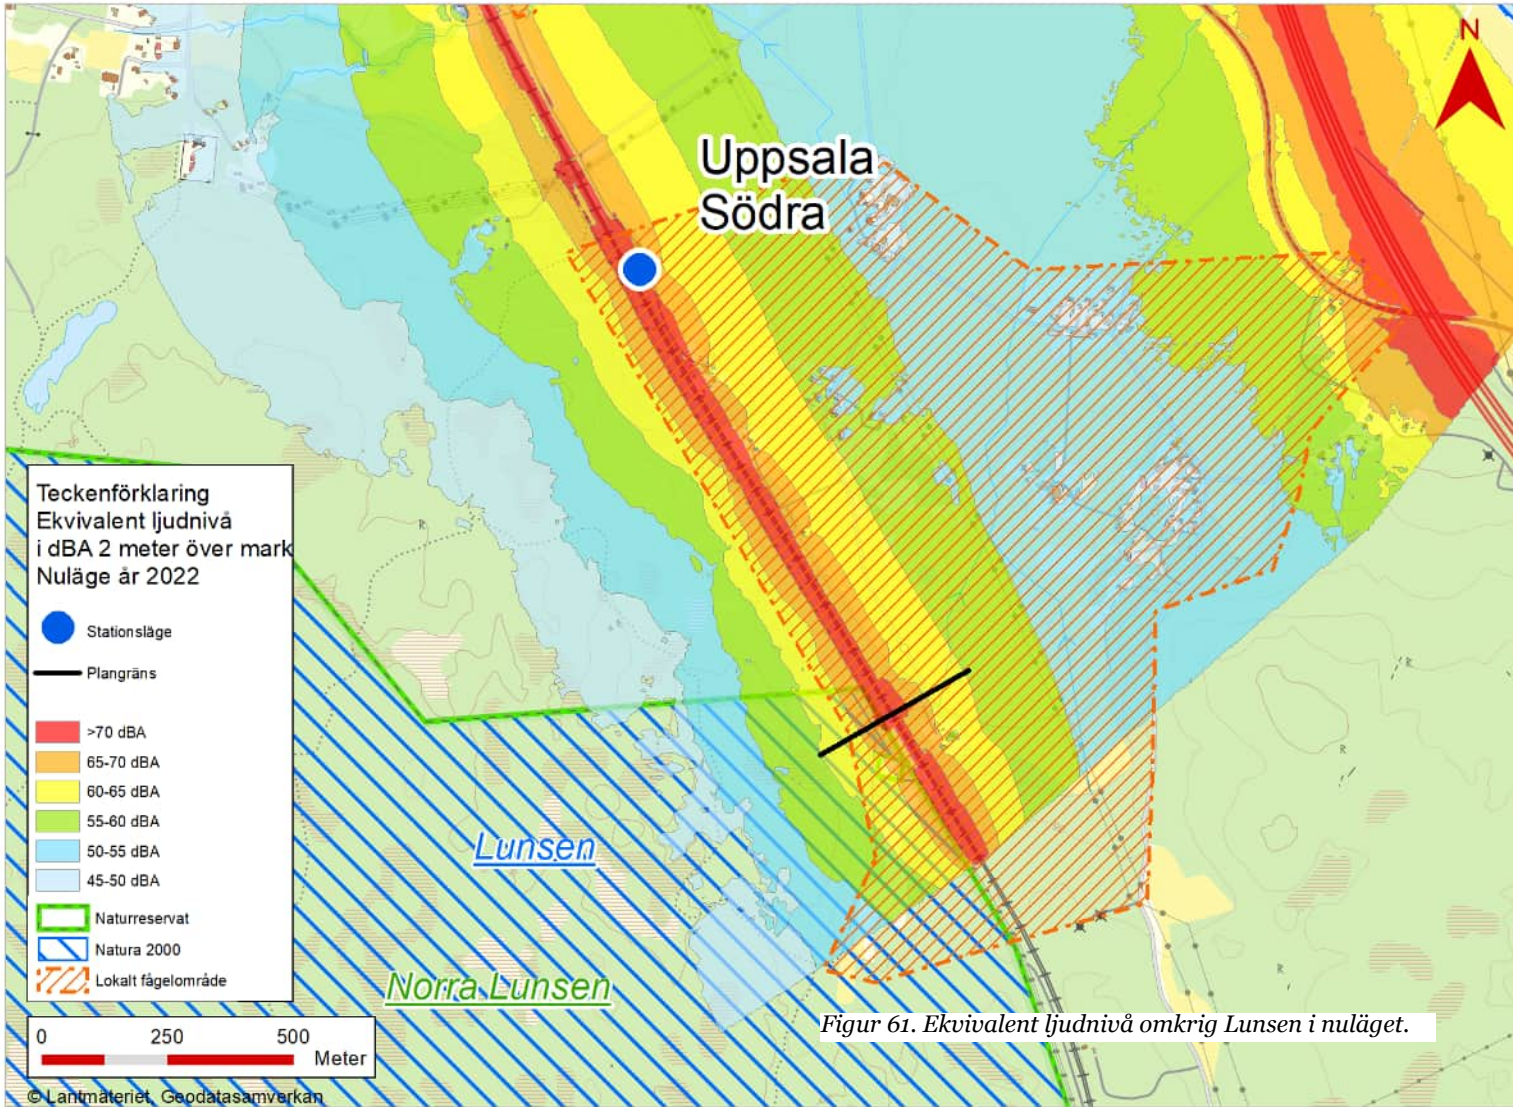 N
Uppsala
Södra
Teckenförklaring
Ekvivalent ljudnivå
i dBA 2 meter över mark
Nuläge år 2022
Stationsläge
Plangräns
>70 dBA
65-70 dBA
60-65 dBA
55-60 dBA
50-55 dBA
45-50 dBA
Naturreservat
Natura 2000
Lokalt fågelområde
Lunsen
Norra Lunsen
R
R
R
R
R
0 250 500
Meter
Figur 61. Ekvivalent ljudnivå omkrig Lunsen i nuläget.
© Lantmäteriet, Geodatasamverkan